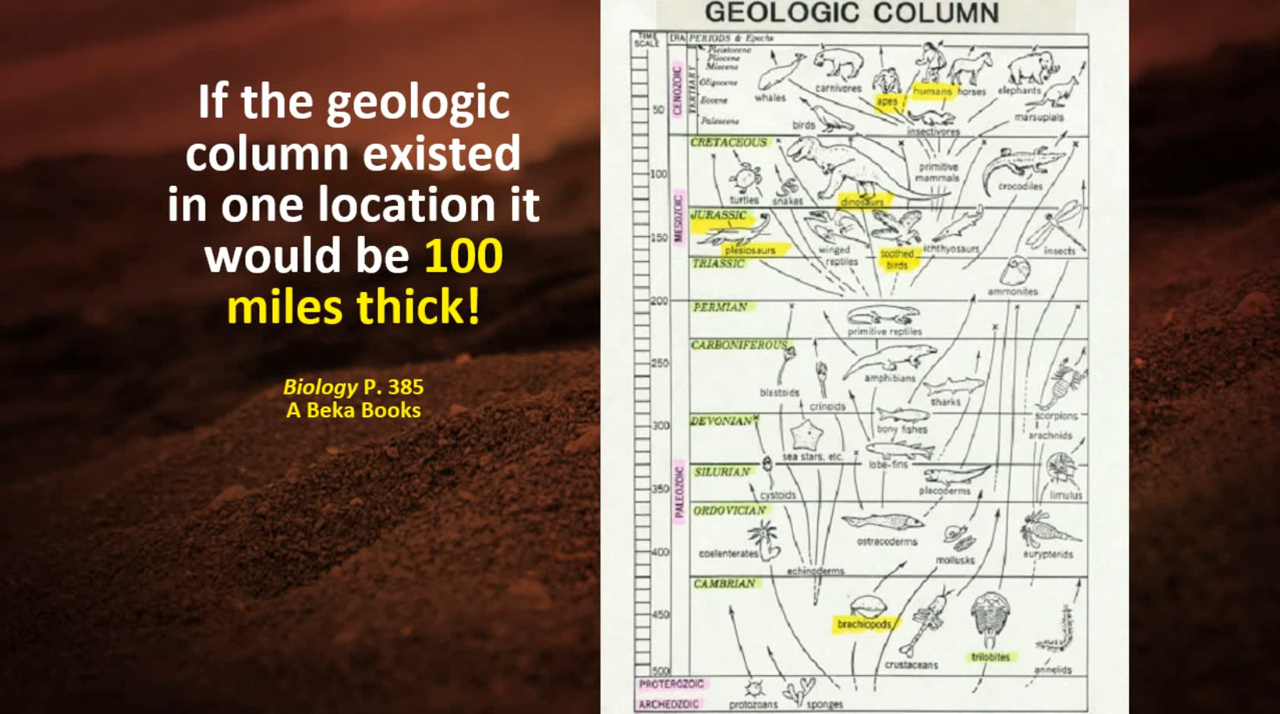 If the geologic
column existed
in one location it
would be 100
miles thick!
Biology P. 385
A Beka Books
GEOLOGIC COLUMN
TIME SCALE
ERA
PERIODS & Epochs
CENOZOIC
TERTIARY
Pleistocene
Pliocene
Miocene
Oligocene
Eocene
Paleocene
50
whales
carnivores
apes
humans
horses
elephants
marsupials
birds
insectivores
MESOZOIC
CRETACEOUS
100
turtles
snakes
dinosaurs
primitive
mammals
crocodiles
JURASSIC
150
plesiosaurs
winged
reptiles
toothed
birds
ichthyosaurs
insects
TRIASSIC
ammonites
200
PALEOZOIC
PERMIAN
primitive reptiles
CARBONIFEROUS
250
blastoids
crinoids
amphibians
sharks
scorpions
DEVONIAN
300
bony fishes
arachnids
sea stars, etc.
lobe-fins
SILURIAN
350
cystoids
placoderms
limulus
ORDOVICIAN
400
coelenterates
echinoderms
ostracoderms
mollusks
eurypterids
CAMBRIAN
450
brachiopods
crustaceans
trilobites
annelids
500
PROTEROZOIC
ARCHEOZOIC
protozoans
sponges